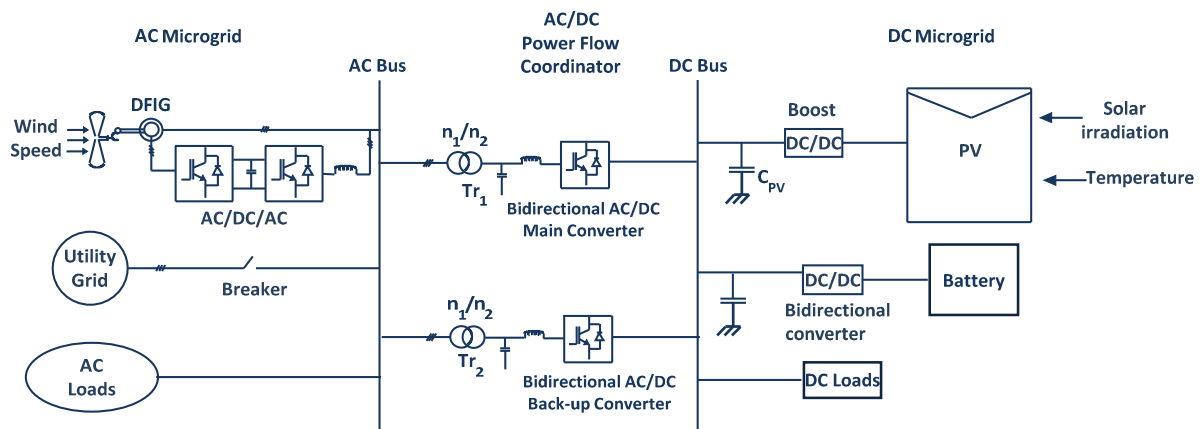 AC Microgrid
AC/DC
Power Flow
Coordinator
DC Microgrid
AC Bus
DC Bus
Wind
Speed
DFIG
AC/DC/AC
n1/n2
Tr1
Bidirectional AC/DC
Main Converter
Boost
DC/DC
CPV
PV
Solar
irradiation
Temperature
Utility
Grid
Breaker
n1/n2
Tr2
Bidirectional AC/DC
Back-up Converter
DC/DC
Bidirectional
converter
Battery
AC
Loads
DC Loads